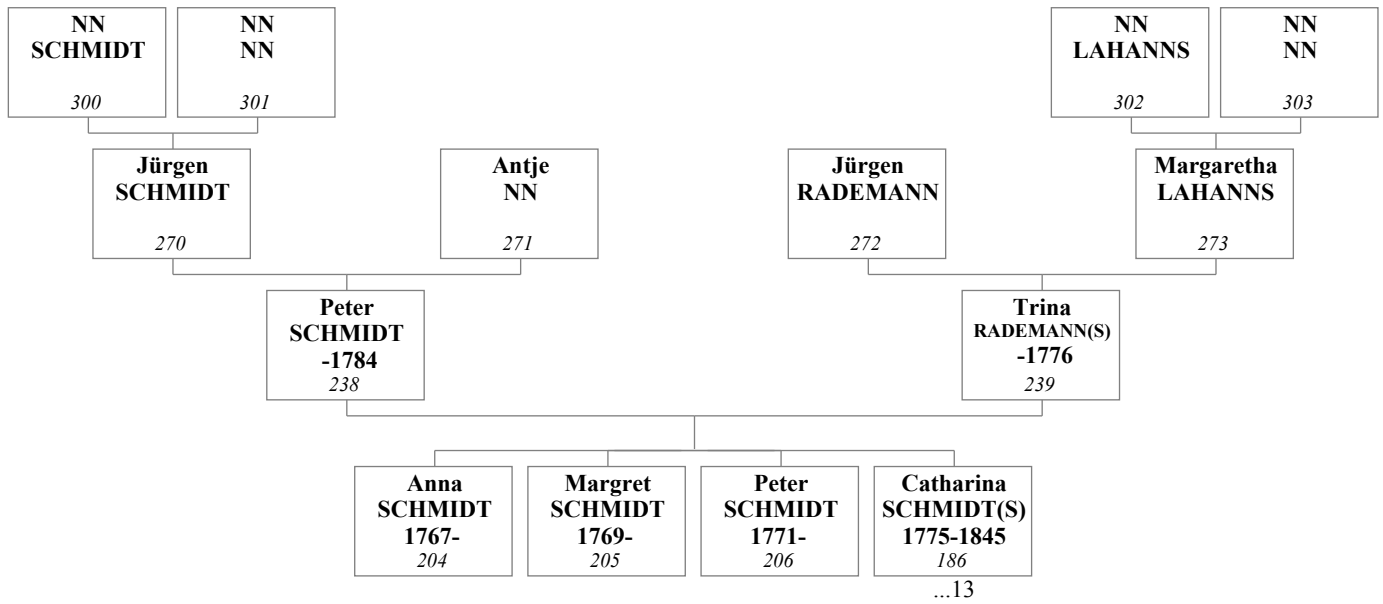 NN
SCHMIDT
300
NN
NN
301
NN
LAHANNS
302
NN
NN
303
Jürgen
SCHMIDT
270
Antje
NN
271
Jürgen
RADEMANN
272
Margaretha
LAHANNS
273
Peter
SCHMIDT
-1784
238
Trina
RADEMANN(S)
-1776
239
Anna
SCHMIDT
1767-
204
Margret
SCHMIDT
1769-
205
Peter
SCHMIDT
1771-
206
Catharina
SCHMIDT(S)
1775-1845
186
...13